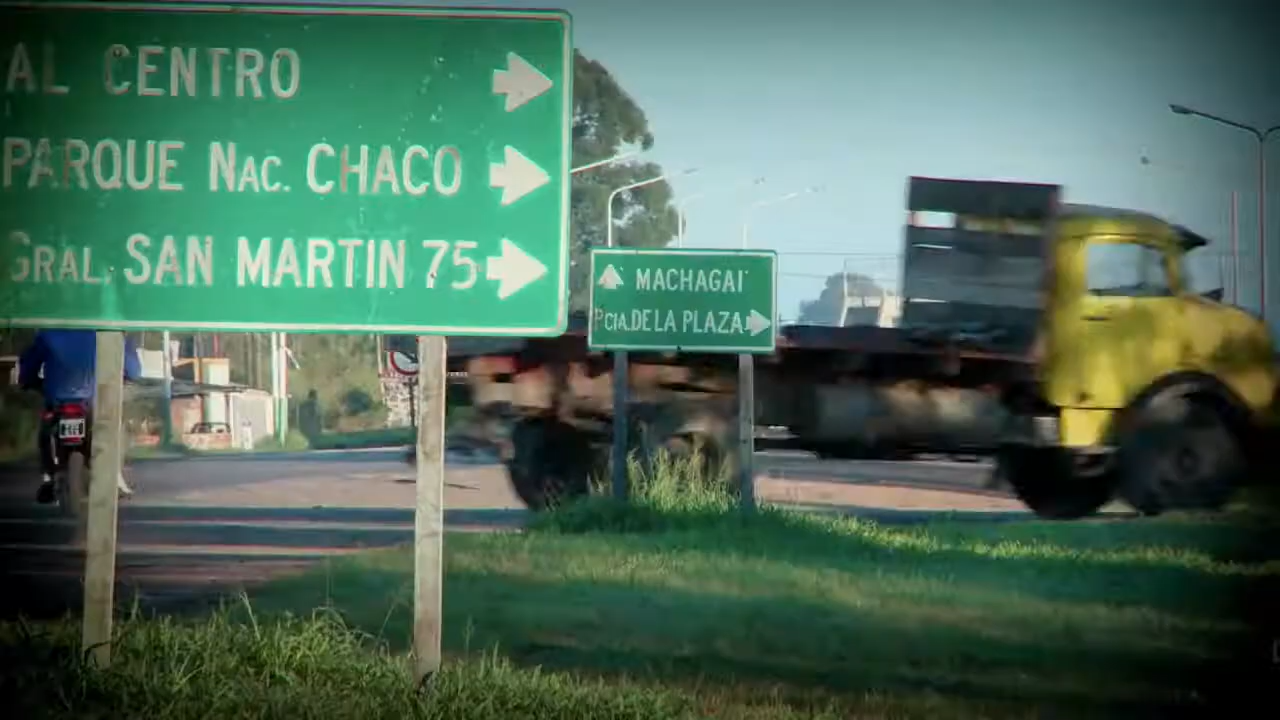 AL CENTRO
PARQUE NAC. CHACO
GRAL. SAN MARTIN 75
MACHAGAI
PCIA. DE LA PLAZA